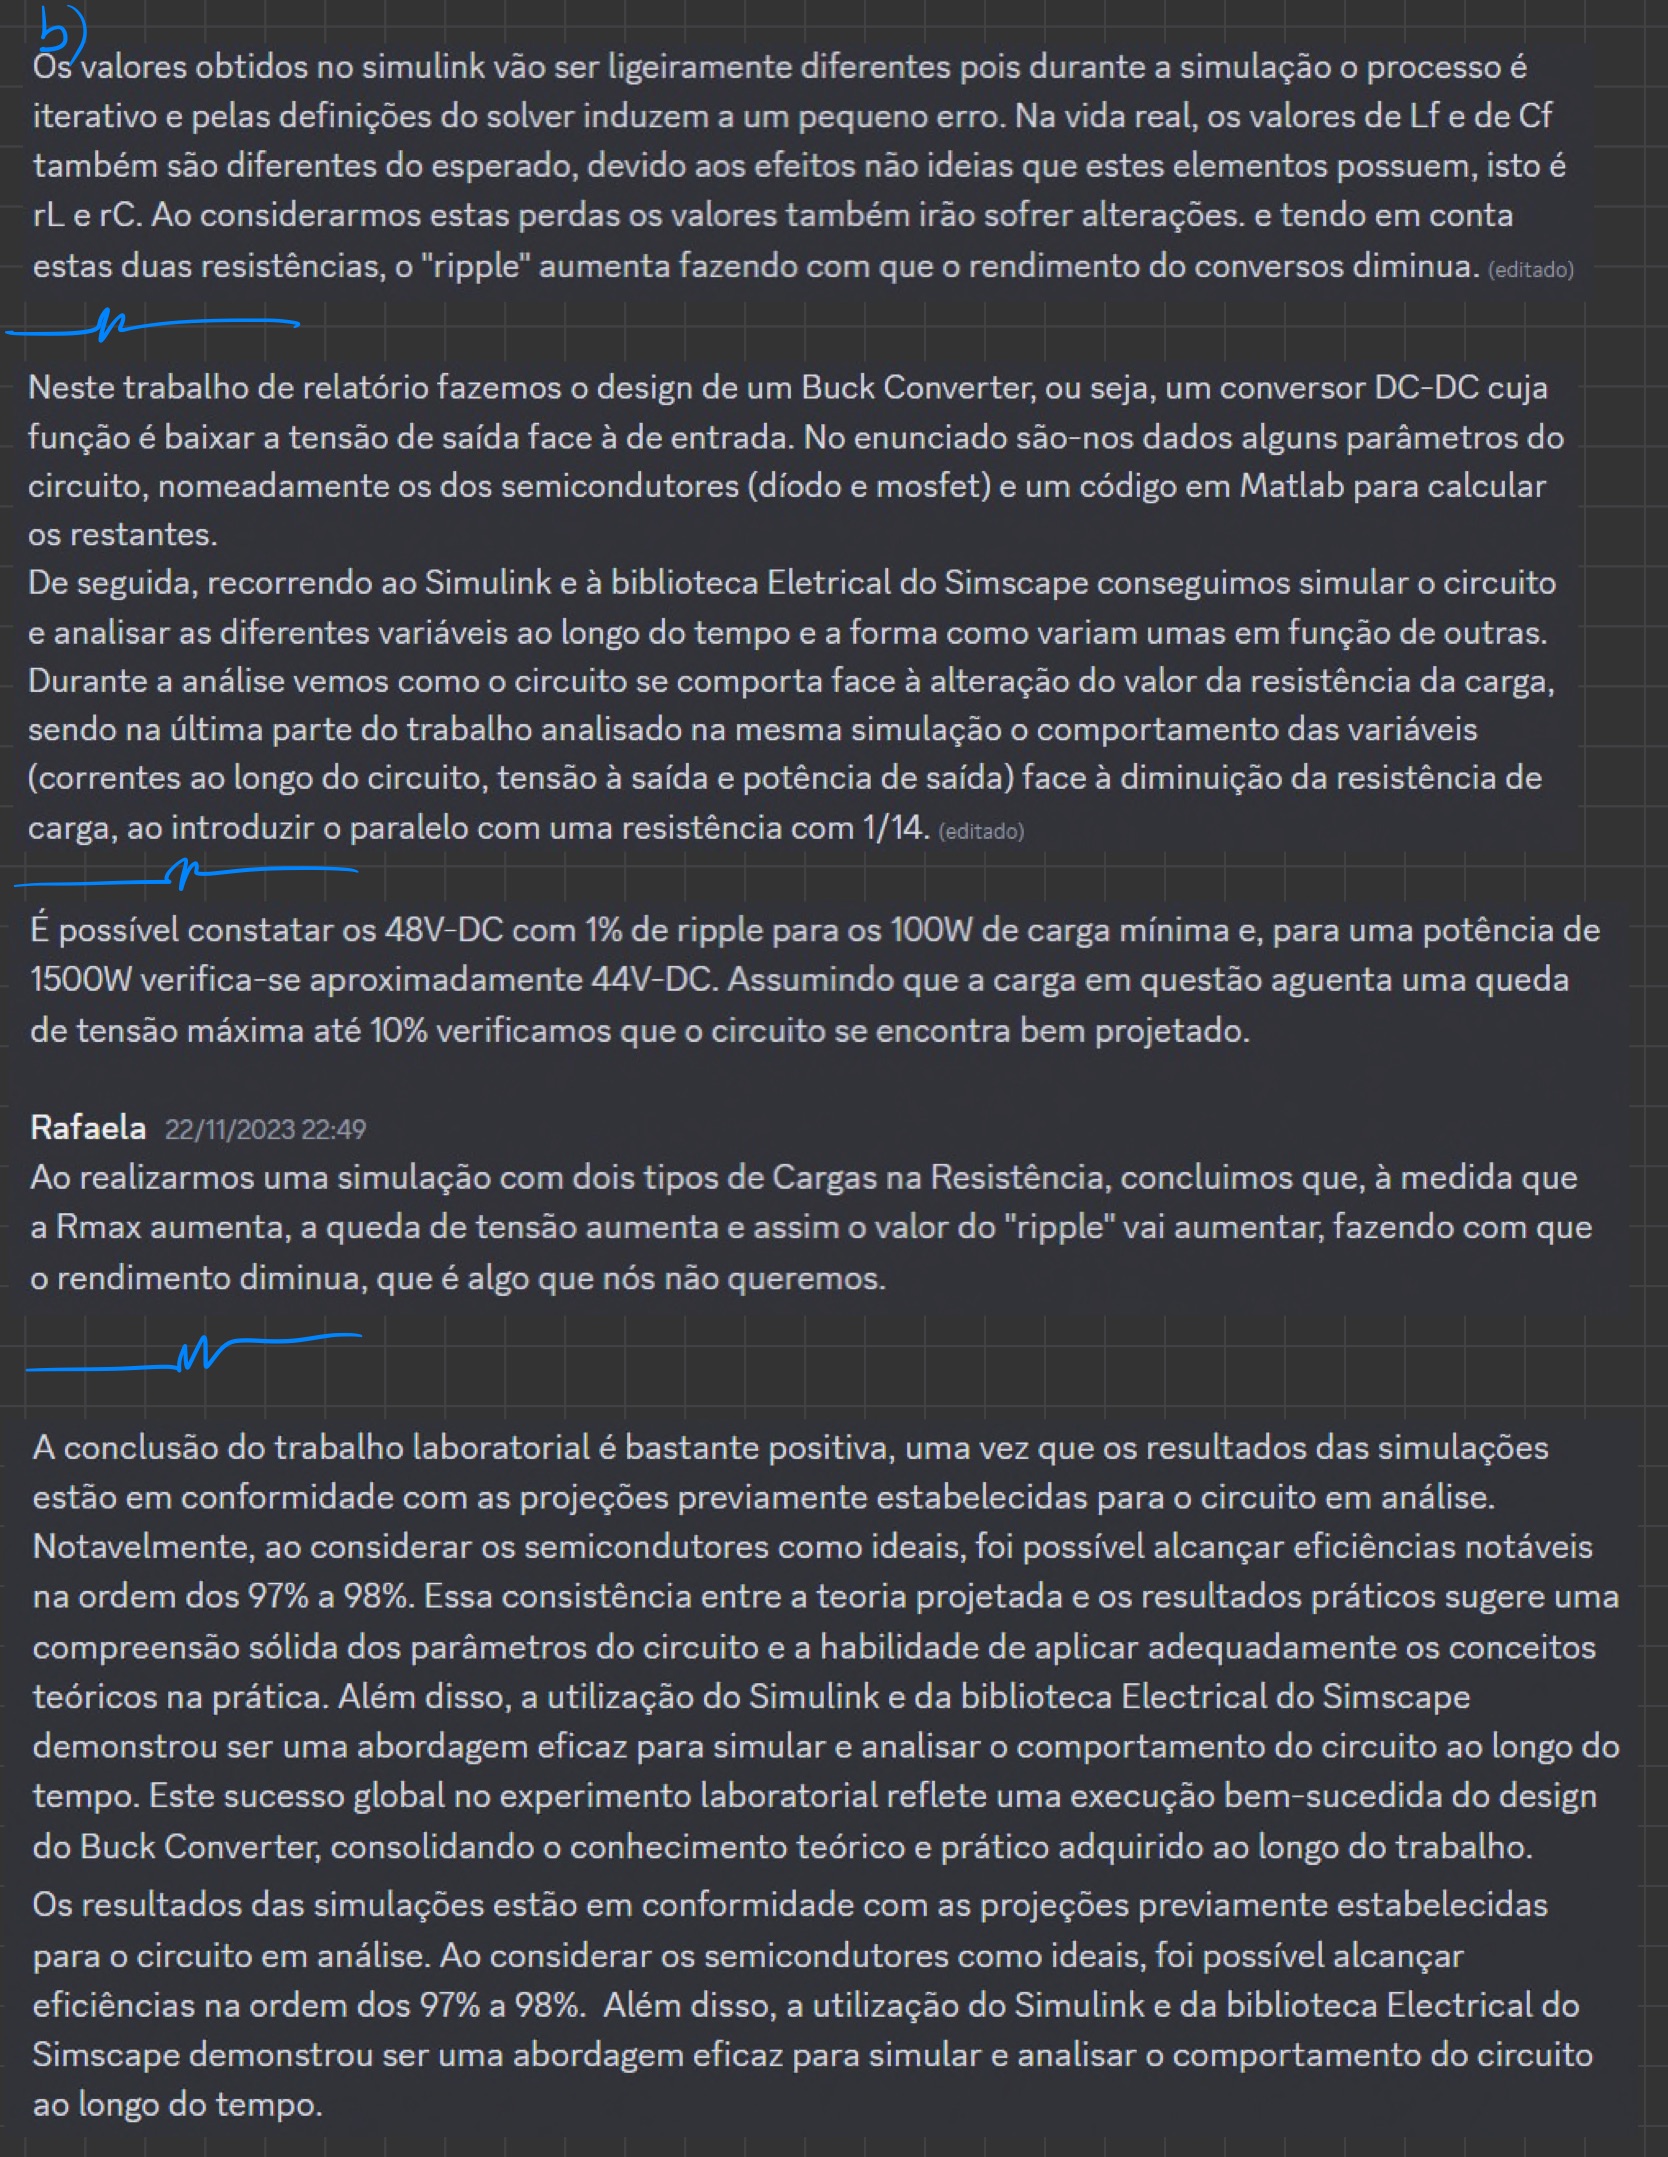 b)
Os valores obtidos no simulink vão ser ligeiramente diferentes pois durante a simulação o processo é
iterativo e pelas definições do solver induzem a um pequeno erro. Na vida real, os valores de Lf e de Cf
também são diferentes do esperado, devido aos efeitos não ideias que estes elementos possuem, isto é
rL e rC. Ao considerarmos estas perdas os valores também irão sofrer alterações. e tendo em conta
estas duas resistências, o "ripple" aumenta fazendo com que o rendimento do conversos diminua. (editado)
Neste trabalho de relatório fazemos o design de um Buck Converter, ou seja, um conversor DC-DC cuja
função é baixar a tensão de saída face à de entrada. No enunciado são-nos dados alguns parâmetros do
circuito, nomeadamente os dos semicondutores (díodo e mosfet) e um código em Matlab para calcular
os restantes.
De seguida, recorrendo ao Simulink e à biblioteca Eletrical do Simscape conseguimos simular o circuito
e analisar as diferentes variáveis ao longo do tempo e a forma como variam umas em função de outras.
Durante a análise vemos como o circuito se comporta face à alteração do valor da resistência da carga,
sendo na última parte do trabalho analisado na mesma simulação o comportamento das variáveis
(correntes ao longo do circuito, tensão à saída e potência de saída) face à diminuição da resistência de
carga, ao introduzir o paralelo com uma resistência com 1/14. (editado)
É possível constatar os 48V-DC com 1% de ripple para os 100W de carga mínima e, para uma potência de
1500W verifica-se aproximadamente 44V-DC. Assumindo que a carga em questão aguenta uma queda
de tensão máxima até 10% verificamos que o circuito se encontra bem projetado.
Rafaela 22/11/2023 22:49
Ao realizarmos uma simulação com dois tipos de Cargas na Resistência, concluimos que, à medida que
a Rmax aumenta, a queda de tensão aumenta e assim o valor do "ripple" vai aumentar, fazendo com que
o rendimento diminua, que é algo que nós não queremos.
A conclusão do trabalho laboratorial é bastante positiva, uma vez que os resultados das simulações
estão em conformidade com as projeções previamente estabelecidas para o circuito em análise.
Notavelmente, ao considerar os semicondutores como ideais, foi possível alcançar eficiências notáveis
na ordem dos 97% a 98%. Essa consistência entre a teoria projetada e os resultados práticos sugere uma
compreensão sólida dos parâmetros do circuito e a habilidade de aplicar adequadamente os conceitos
teóricos na prática. Além disso, a utilização do Simulink e da biblioteca Electrical do Simscape
demonstrou ser uma abordagem eficaz para simular e analisar o comportamento do circuito ao longo do
tempo. Este sucesso global no experimento laboratorial reflete uma execução bem-sucedida do design
do Buck Converter, consolidando o conhecimento teórico e prático adquirido ao longo do trabalho.
Os resultados das simulações estão em conformidade com as projeções previamente estabelecidas
para o circuito em análise. Ao considerar os semicondutores como ideais, foi possível alcançar
eficiências na ordem dos 97% a 98%.  Além disso, a utilização do Simulink e da biblioteca Electrical do
Simscape demonstrou ser uma abordagem eficaz para simular e analisar o comportamento do circuito
ao longo do tempo.